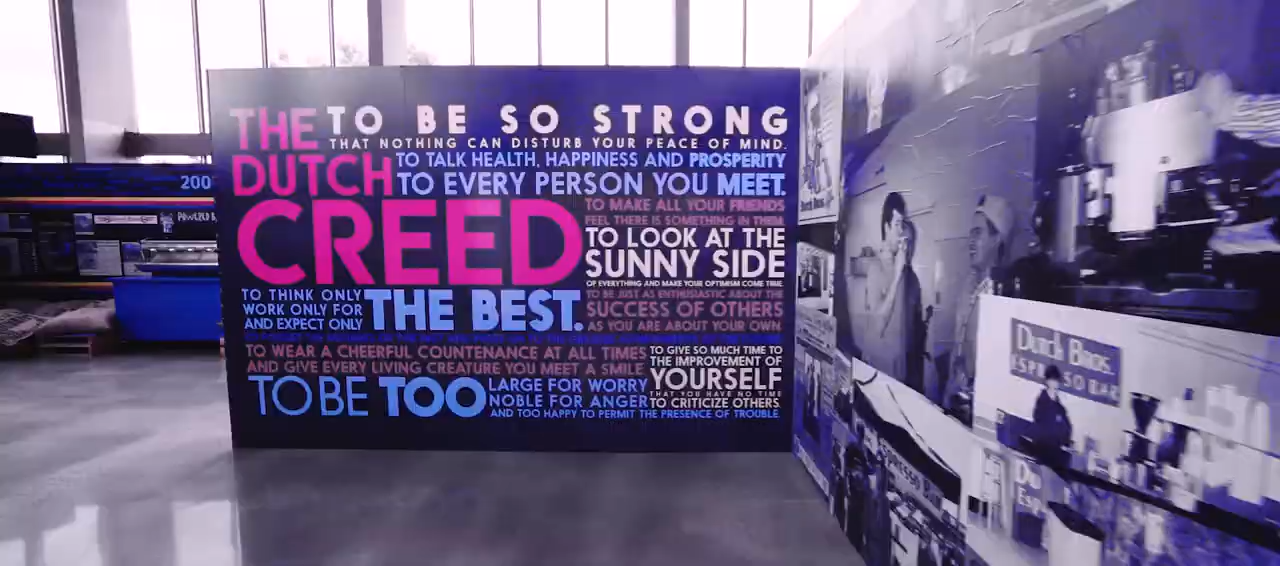 THE DUTCH CREED
TO BE SO STRONG
THAT NOTHING CAN DISTURB YOUR PEACE OF MIND.
TO TALK HEALTH, HAPPINESS AND PROSPERITY
TO EVERY PERSON YOU MEET.
TO MAKE ALL YOUR FRIENDS
FEEL THERE IS SOMETHING IN THEM
TO LOOK AT THE
SUNNY SIDE
OF EVERYTHING AND MAKE YOUR OPTIMISM COME TRUE.
TO THINK ONLY
WORK ONLY FOR
AND EXPECT ONLY
THE BEST.
TO BE JUST AS ENTHUSIASTIC ABOUT THE
SUCCESS OF OTHERS
AS YOU ARE ABOUT YOUR OWN.
TO WEAR A CHEERFUL COUNTENANCE AT ALL TIMES
AND GIVE EVERY LIVING CREATURE YOU MEET A SMILE
TO GIVE SO MUCH TIME TO
THE IMPROVEMENT OF
YOURSELF
THAT YOU HAVE NO TIME
TO CRITICIZE OTHERS.
TO BE TOO
LARGE FOR WORRY
NOBLE FOR ANGER
AND TOO HAPPY TO PERMIT THE PRESENCE OF TROUBLE.
200
Dutch Bros.
ESPRESSO BAR